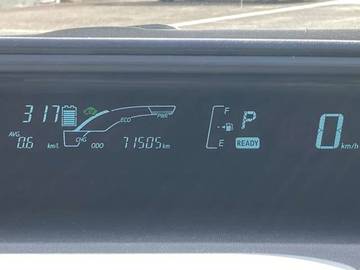 317
ECO PWR
F
P
AVG 0.6 km/L
CHG ODO 71505 km
E READY
0 km/h